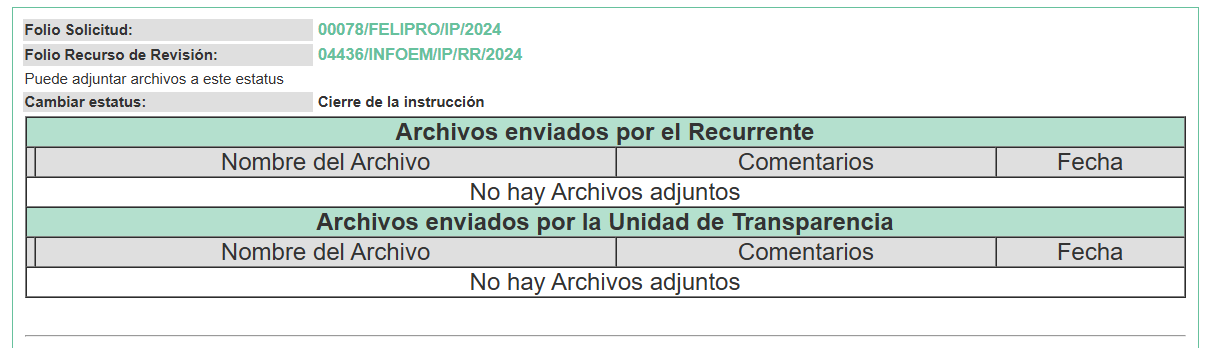 Folio Solicitud: 00078/FELIPRO/IP/2024
Folio Recurso de Revisión: 04436/INFOEM/IP/RR/2024
Puede adjuntar archivos a este estatus
Cambiar estatus: Cierre de la instrucción
Archivos enviados por el Recurrente
Nombre del Archivo Comentarios Fecha
No hay Archivos adjuntos
Archivos enviados por la Unidad de Transparencia
Nombre del Archivo Comentarios Fecha
No hay Archivos adjuntos